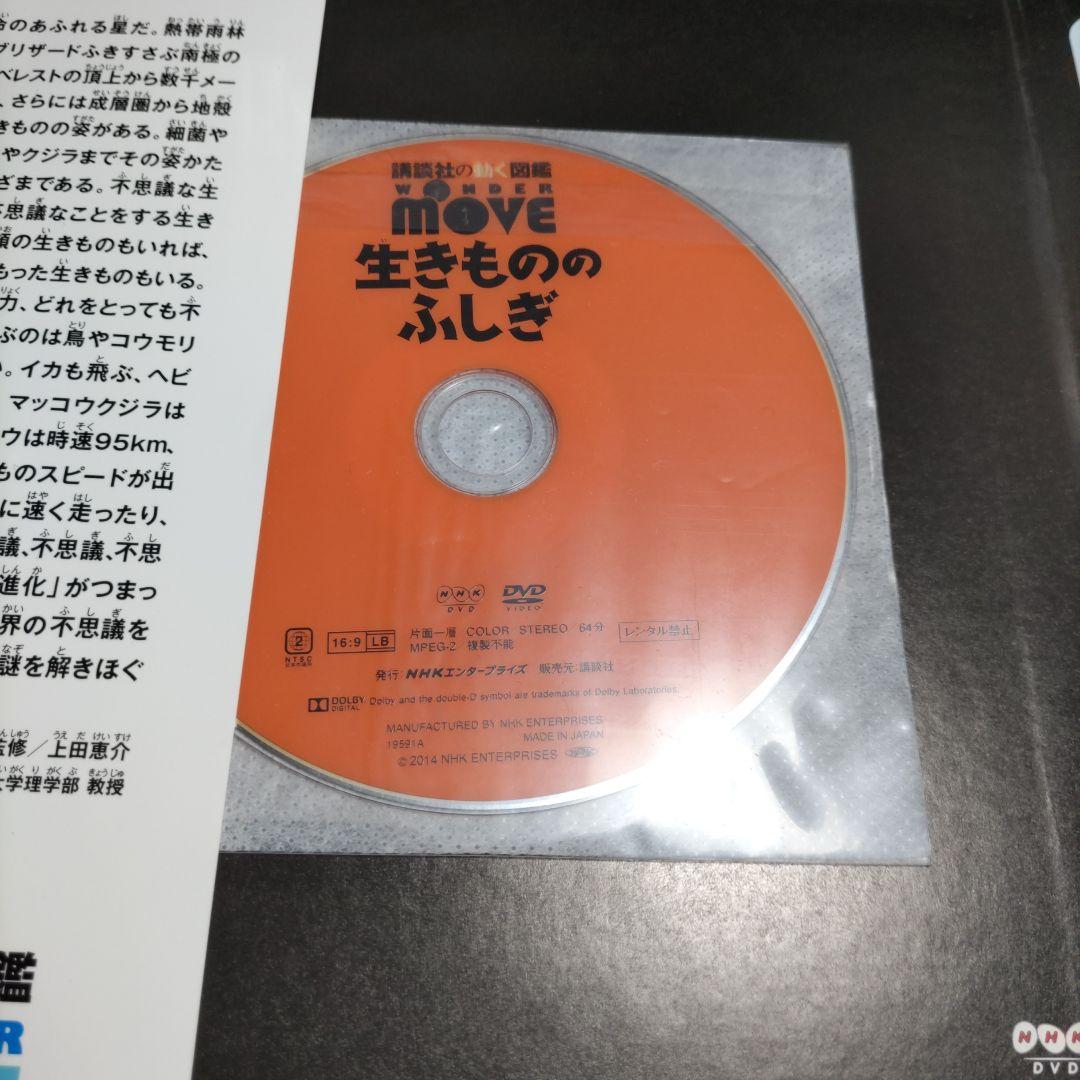 命のあふれる星だ。熱帯雨林
ブリザードふきすさぶ南極の
ベレストの頂上から数千メー
、さらには成層圏から地殻
きものの姿がある。細菌や
やクジラまでその姿かた
ざまである。不思議な生
不思議なことをする生き
顔の生きものもいれば、
もった生きものもいる。
力、どれをとっても不
ぶのは鳥やコウモリ
い。イカも飛ぶ、ヘビ
マッコウクジラは
ウは時速95km、
ものスピードが出
に速く走ったり、
議、不思議、不思
進化」がつまっ
界の不思議を
謎を解きほぐ
監修/上田恵介
大学理学部 教授
講談社の動く図鑑
WONDER
MOVE
生きものの
ふしぎ
NHK
DVD
DVD
VIDEO
2
NTSC
日本市場向
16:9 LB
片面一層 COLOR STEREO 64分
MPEG-2 複製不能
レンタル禁止
発行:NHKエンタープライズ 販売元:講談社
DOLBY
DIGITAL
Dolby and the double-D symbol are trademarks of Dolby Laboratories.
MANUFACTURED BY NHK ENTERPRISES
19591A MADE IN JAPAN
©2014 NHK ENTERPRISES
鑑
R
NHK
DVD